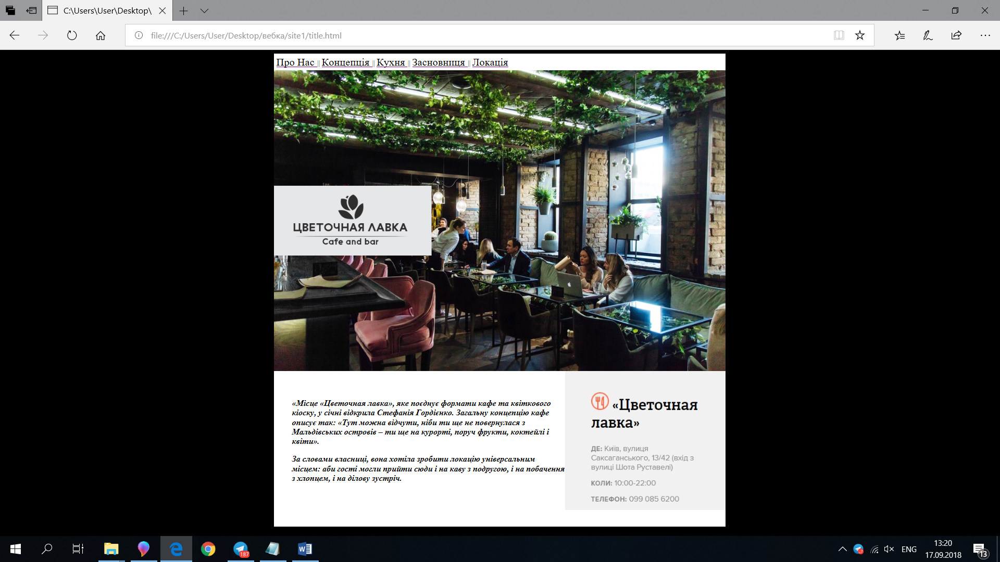 C:\Users\User\Desktop\
file:///C:/Users/User/Desktop/вебка/site1/title.html
Про Нас || Концепція || Кухня || Засновниця || Локація
ЦВЕТОЧНАЯ ЛАВКА
Cafe and bar
«Місце «Цветочная лавка», яке поєднує формати кафе та квіткового
кіоску, у січні відкрила Стефанія Гордієнко. Загальну концепцію кафе
описує так: «Тут можна відчути, ніби ти ще не повернулася з
Мальдівських островів – ти ще на курорті, поруч фрукти, коктейлі і
квіти».
За словами власниці, вона хотіла зробити локацію універсальним
місцем: аби гості могли прийти сюди і на каву з подругою, і на побачення
з хлопцем, і на ділову зустріч.
«Цветочная
лавка»
ДЕ: Київ, вулиця
Саксаганського, 13/42 (вхід з
вулиці Шота Руставелі)
КОЛИ: 10:00-22:00
ТЕЛЕФОН: 099 085 6200
187
ENG
13:20
17.09.2018
13